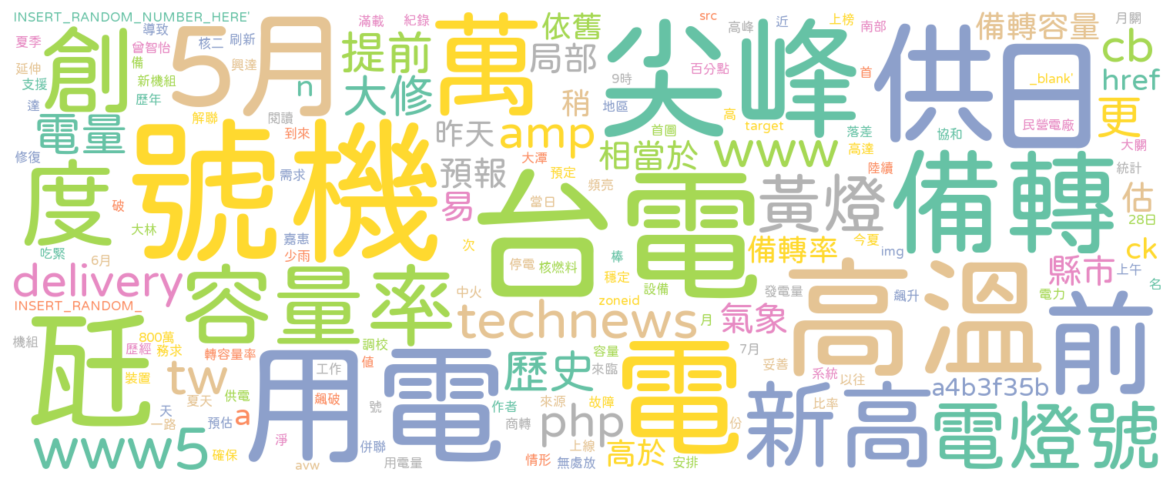 INSERT_RANDOM_NUMBER_HERE'
夏季
導致
曾智怡
核二
刷新
延伸
支援
備
新機組
興達
達
歷年
解聯
創
5月
n
滿載
紀錄
提前
大修
萬
依舊
局部
稍
src
百分點
9時
地區
尖峰
高峰
近
上榜
南部
首
供
日
備轉容量
月關
cb
href
_blank'
更
民營電廠
大關
電量
閱讀
到來
昨天
amp
首圖
高
target
落差
高達
協和
相當於
www
修復
度
破
大林
號機
需求
嘉惠
少雨
預報
易
大潭
預定
頻亮
當日
台電
黃燈
陸續
備轉
統計
估
28日
吃緊
6月
次
停電
核燃料
棒
穩定
設備
備轉率
今夏
img
ck
縣市
上午
名
delivery
INSERT_RANDOM_
容量率
中火
zoneid
發電量
飆升
電力
technews
月
氣象
高溫
前
機組
瓩
800萬
歷經
務求
轉容量率
鋼校
值
裝置
tw
工作
飆破
夏天
供電
a
天
一路
預估
用電
號
歷史
容量
來臨
電
7月
妥善
系統
以往
比率
a4b3f35b
作者
來源
故障
商轉
php
份
新高
電燈號
www5
確保
淨
avw
併聯
用電量
情形
上線
無處放
高於
安排